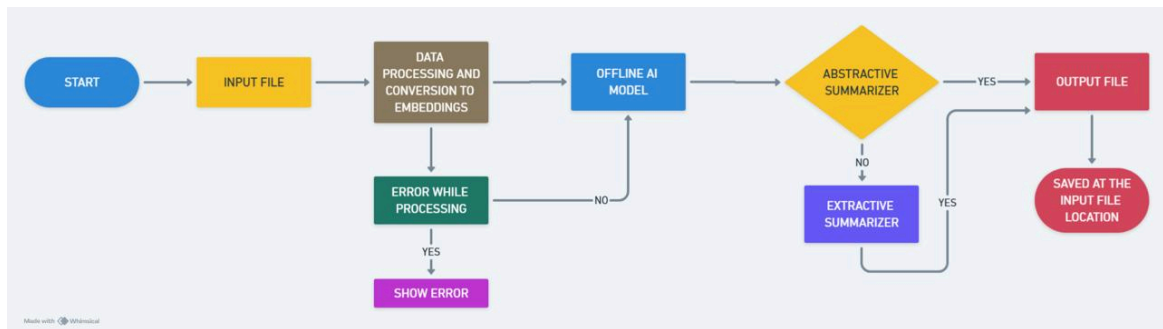 START
INPUT FILE
DATA
PROCESSING AND
CONVERSION TO
EMBEDDINGS
OFFLINE AI
MODEL
ABSTRACTIVE
SUMMARIZER
YES
OUTPUT FILE
NO
ERROR WHILE
PROCESSING
NO
EXTRACTIVE
SUMMARIZER
YES
SAVED AT THE
INPUT FILE
LOCATION
YES
SHOW ERROR
Made with Whimsical